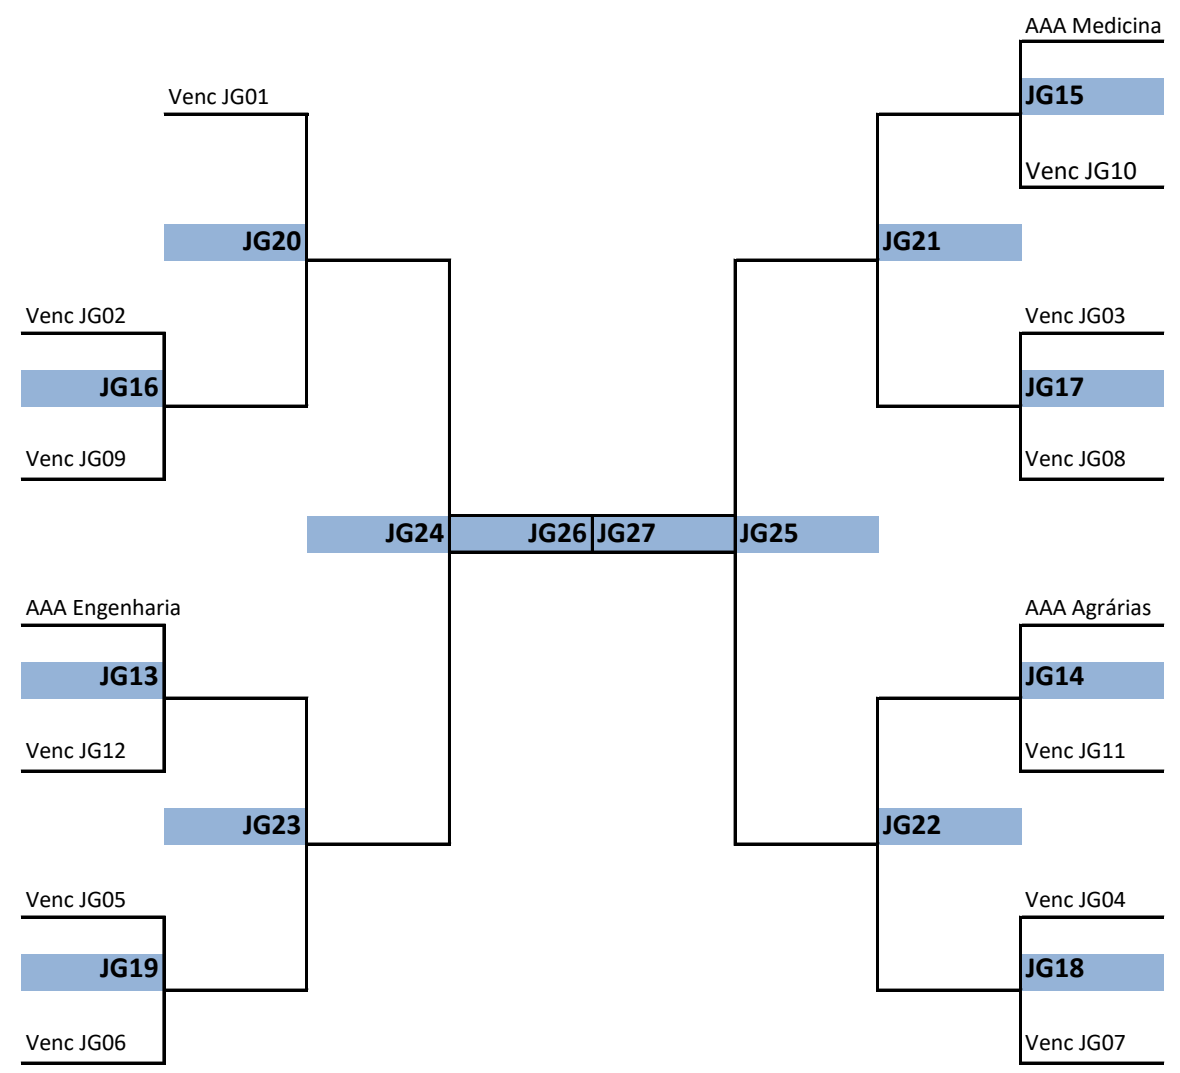 AAA Medicina
Venc JG01
JG15
Venc JG10
JG20
JG21
Venc JG02
Venc JG03
JG16
JG17
Venc JG09
Venc JG08
JG24
JG26
JG27
JG25
AAA Engenharia
AAA Agrárias
JG13
JG14
Venc JG12
Venc JG11
JG23
JG22
Venc JG05
Venc JG04
JG19
JG18
Venc JG06
Venc JG07